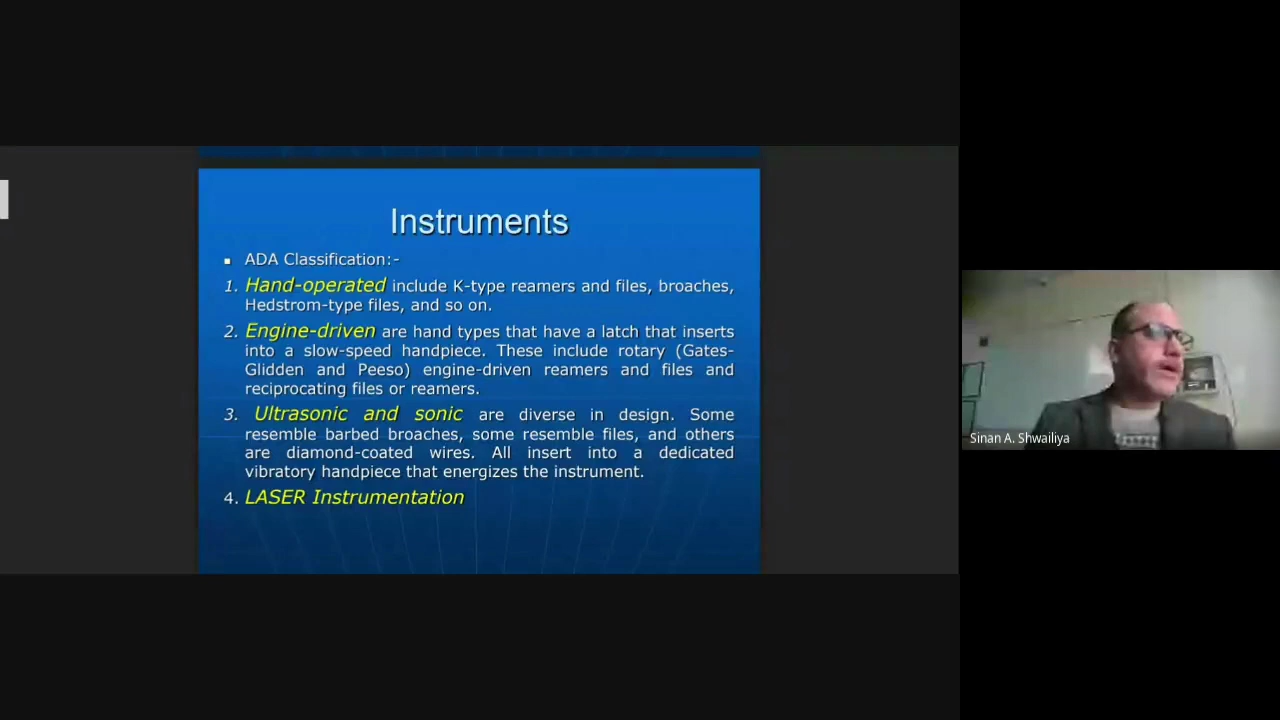 Instruments
▪ ADA Classification:-
1. Hand-operated include K-type reamers and files, broaches,
Hedstrom-type files, and so on.
2. Engine-driven are hand types that have a latch that inserts
into a slow-speed handpiece. These include rotary (Gates-
Glidden and Peeso) engine-driven reamers and files and
reciprocating files or reamers.
3. Ultrasonic and sonic are diverse in design. Some
resemble barbed broaches, some resemble files, and others
are diamond-coated wires. All insert into a dedicated
vibratory handpiece that energizes the instrument.
4. LASER Instrumentation
Sinan A. Shwailiya